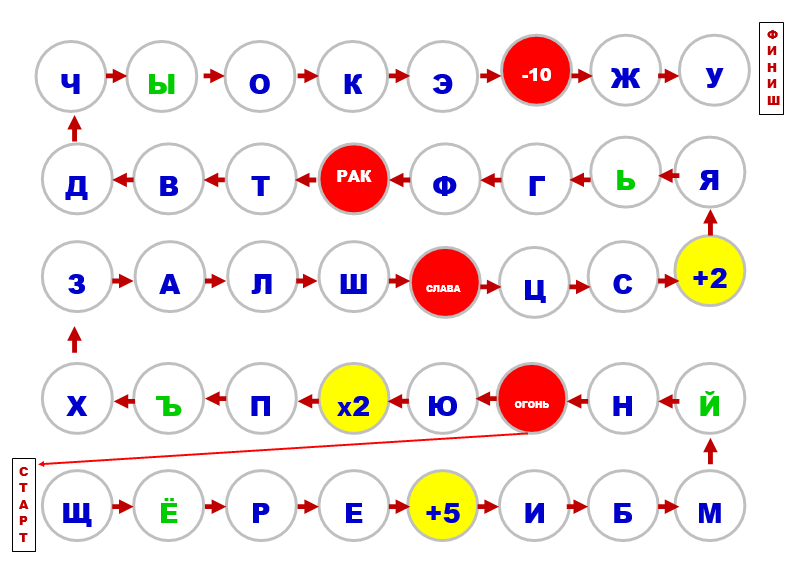 Ч Ы О К Э -10 Ж У
ФИНИШ
Д В Т РАК Ф Г Ь Я
З А Л Ш СЛАВА Ц С +2
Х Ъ П х2 Ю ОГОНЬ Н Й
СТАРТ
Щ Ё Р Е +5 И Б М